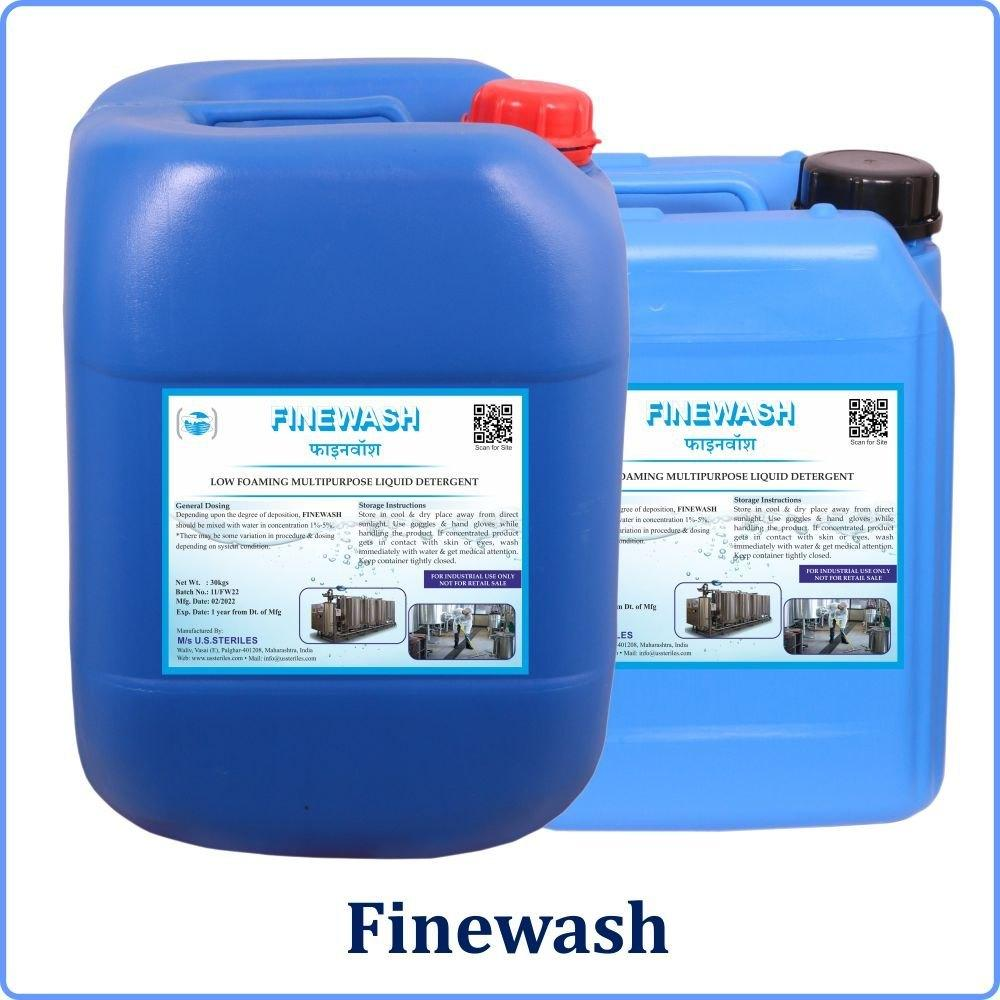 FINEWASH
फाइनवॉश
Scan for Site
LOW FOAMING MULTIPURPOSE LIQUID DETERGENT
General Dosing
Depending upon the degree of deposition, FINEWASH
should be mixed with water in concentration 1%-5%.
*There may be some variation in procedure & dosing
depending on system condition.
Storage Instructions
Store in cool & dry place away from direct
sunlight. Use goggles & hand gloves while
handling the product. If concentrated product
gets in contact with skin or eyes, wash
immediately with water & get medical attention.
Keep container tightly closed.
FOR INDUSTRIAL USE ONLY
NOT FOR RETAIL SALE
Net Wt. : 30kgs
Batch No.: 11/FW22
Mfg. Date: 02/2022
Exp. Date: 1 year from Dt. of Mfg
Manufactured By:
M/s U.S.STERILES
Waliv, Vasai (E), Palghar-401208, Maharashtra, India
Web: www.ussteriles.com • Mail: info@ussteriles.com
FINEWASH
फाइनवॉश
Scan for Site
OAMING MULTIPURPOSE LIQUID DETERGENT
gree of deposition, FINEWASH
vater in concentration 1%-5%.
riation in procedure & dosing
ondition.
Storage Instructions
Store in cool & dry place away from direct
sunlight. Use goggles & hand gloves while
handling the product. If concentrated product
gets in contact with skin or eyes, wash
immediately with water & get medical attention.
Keep container tightly closed.
FOR INDUSTRIAL USE ONLY
NOT FOR RETAIL SALE
om Dt. of Mfg
LES
401208, Maharashtra, India
• Mail: info@ussteriles.com
Finewash